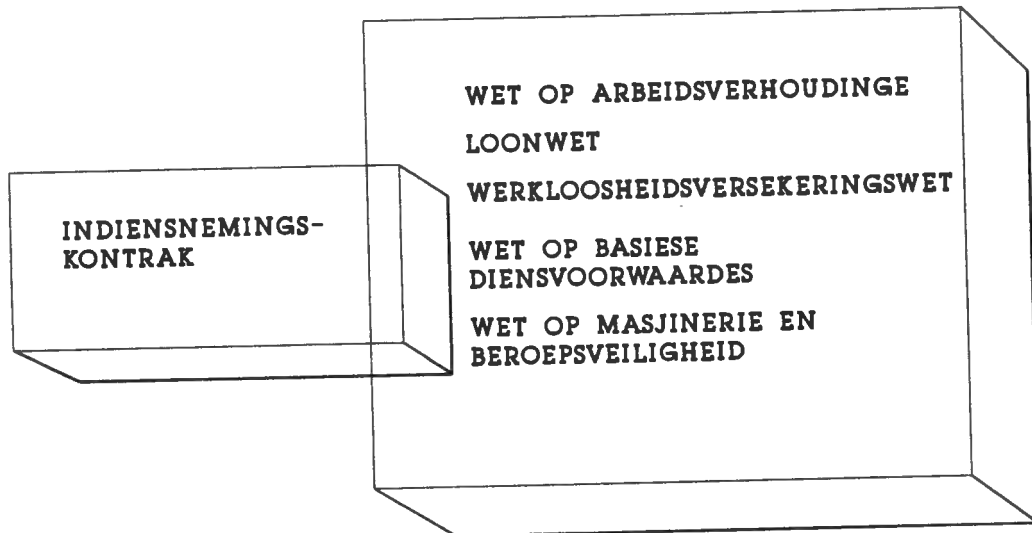 INDIENSNEMINGS-
KONTRAK
WET OP ARBEIDSVERHOUDINGE
LOONWET
WERKLOOSHEIDSVERSEKERINGSWET
WET OP BASIESE
DIENSVOORWAARDES
WET OP MASJINERIE EN
BEROEPSVEILIGHEID